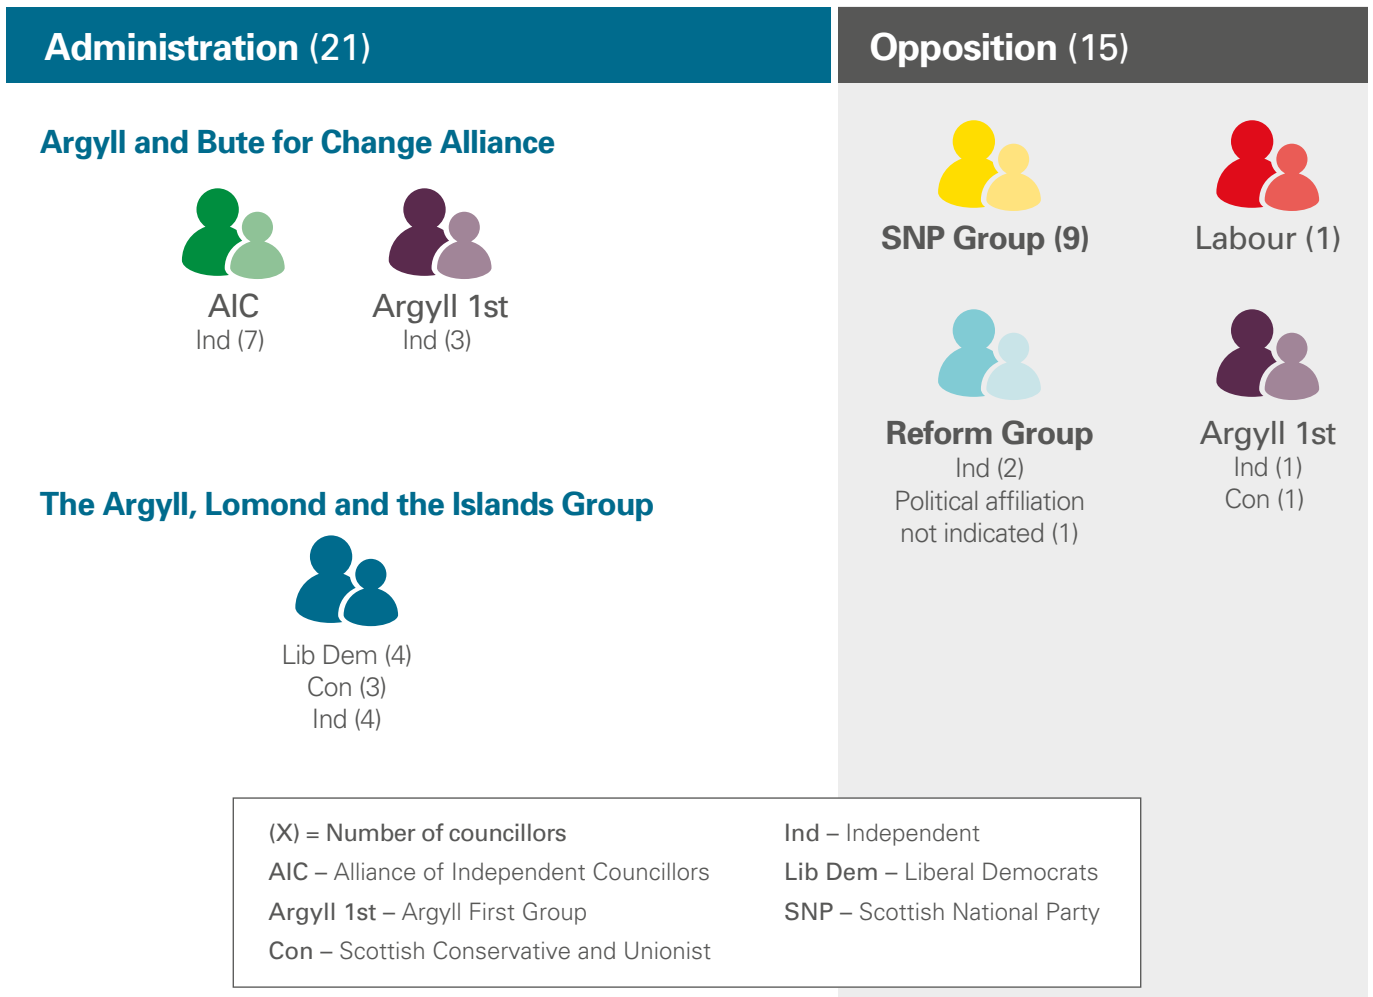 Administration (21)
Argyll and Bute for Change Alliance
AIC
Ind (7)
Argyll 1st
Ind (3)
The Argyll, Lomond and the Islands Group
Lib Dem (4)
Con (3)
Ind (4)
Opposition (15)
SNP Group (9)
Labour (1)
Reform Group
Ind (2)
Political affiliation
not indicated (1)
Argyll 1st
Ind (1)
Con (1)
(X) = Number of councillors
AIC – Alliance of Independent Councillors
Argyll 1st – Argyll First Group
Con – Scottish Conservative and Unionist
Ind – Independent
Lib Dem – Liberal Democrats
SNP – Scottish National Party